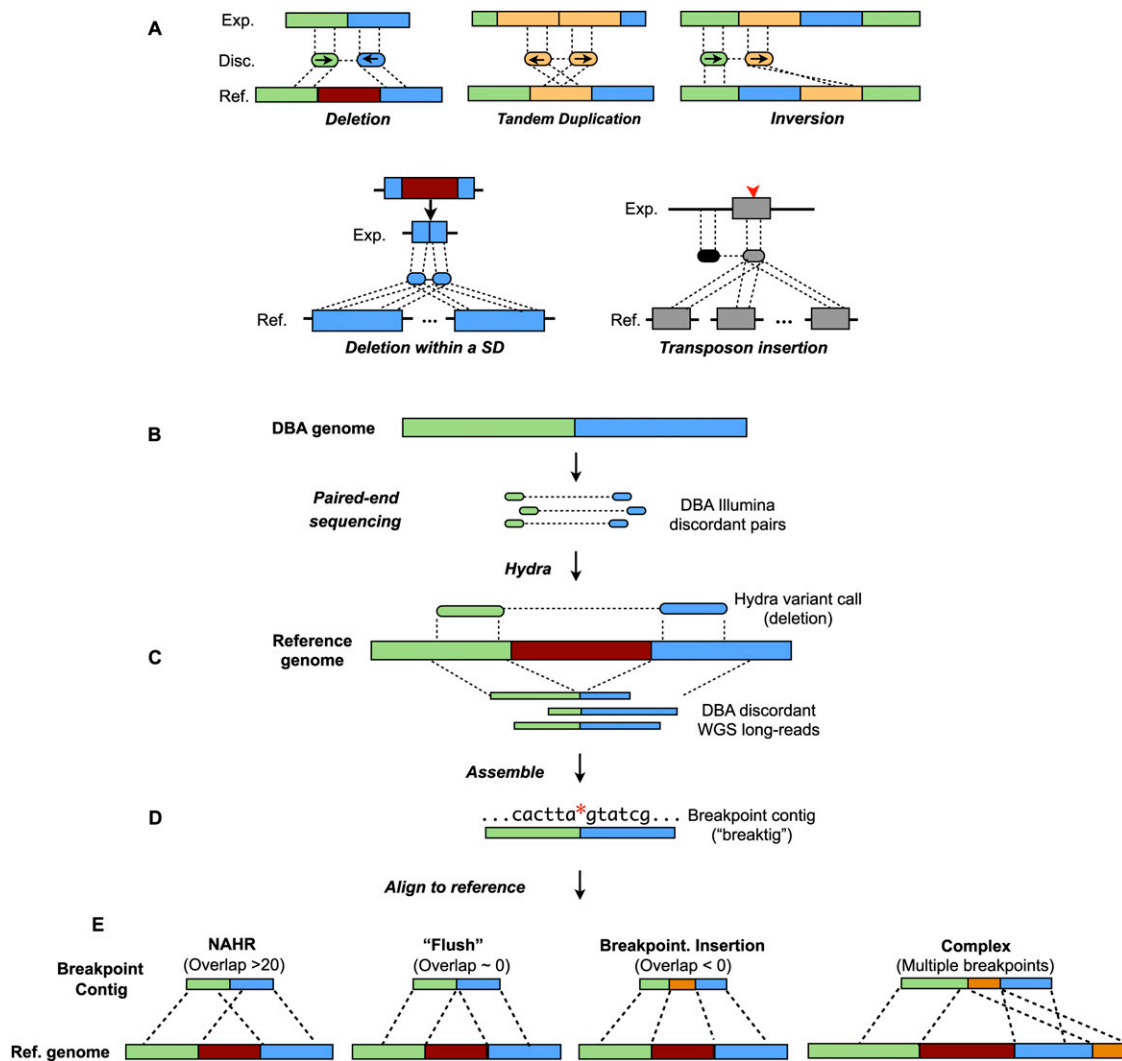 A
Exp.
Disc.
Ref.
Deletion
Tandem Duplication
Inversion
Exp.
Ref.
...
Deletion within a SD
Exp.
Ref.
...
Transposon insertion
B
DBA genome
Paired-end
sequencing
DBA Illumina
discordant pairs
Hydra
Hydra variant call
(deletion)
C
Reference
genome
DBA discordant
WGS long-reads
Assemble
D
...cactta*gtatcg...
Breakpoint contig
(“breaktig”)
Align to reference
E
Breakpoint
Contig
NAHR
(Overlap >20)
“Flush”
(Overlap ~ 0)
Breakpoint. Insertion
(Overlap < 0)
Complex
(Multiple breakpoints)
Ref. genome